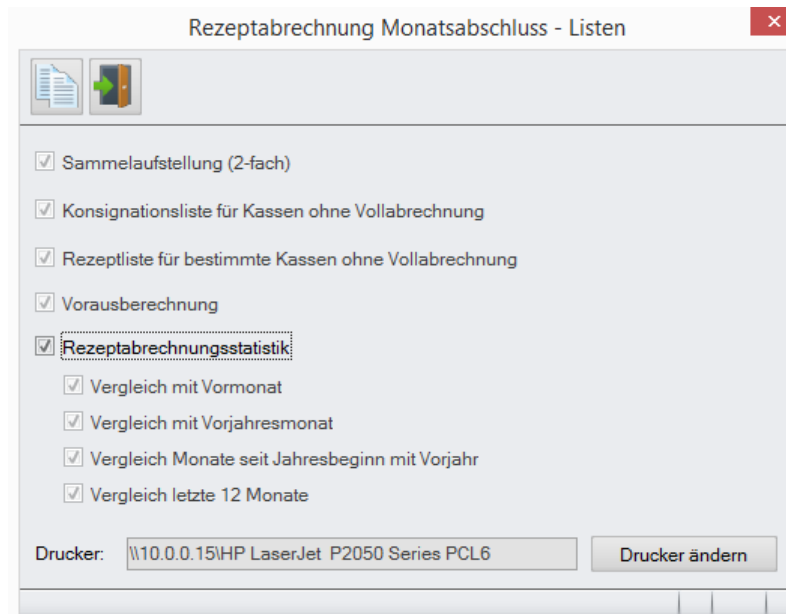 Rezeptabrechnung Monatsabschluss - Listen
Sammelaufstellung (2-fach)
Konsignationsliste für Kassen ohne Vollabrechnung
Rezeptliste für bestimmte Kassen ohne Vollabrechnung
Vorausberechnung
Rezeptabrechnungsstatistik
Vergleich mit Vormonat
Vergleich mit Vorjahresmonat
Vergleich Monate seit Jahresbeginn mit Vorjahr
Vergleich letzte 12 Monate
Drucker: \\10.0.0.15\HP LaserJet P2050 Series PCL6 Drucker ändern